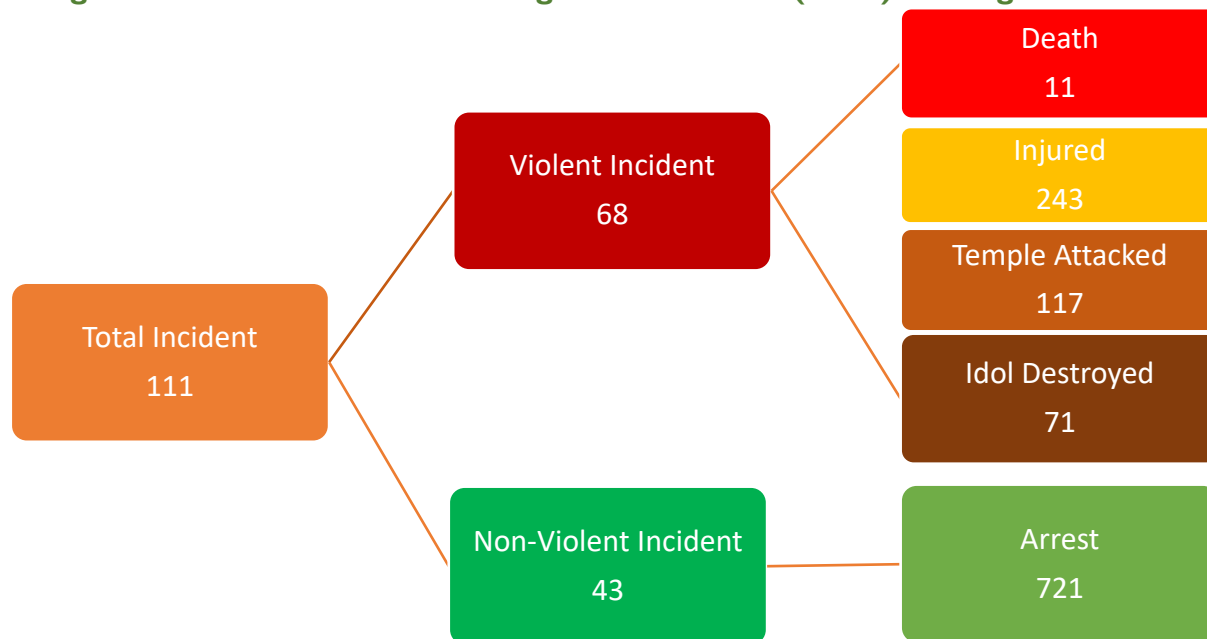 Death
11
Injured
243
Violent Incident
68
Temple Attacked
117
Total Incident
111
Idol Destroyed
71
Non-Violent Incident
43
Arrest
721